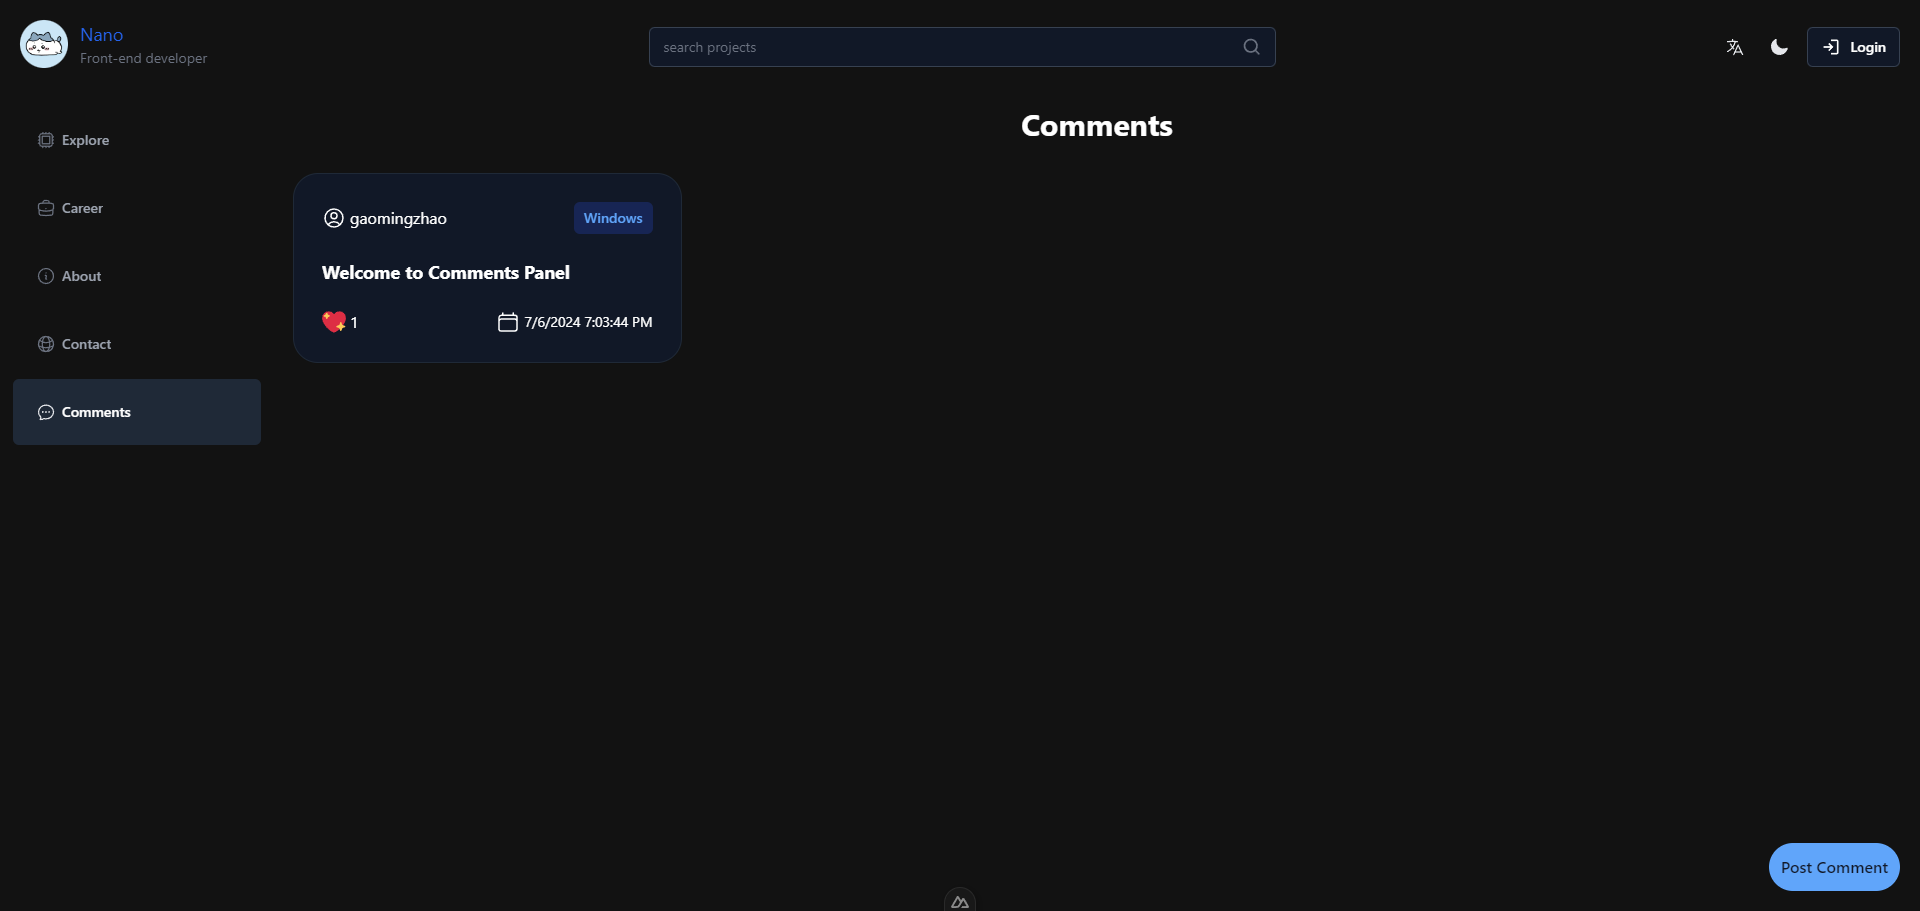 Nano
Front-end developer
search projects
Login
Explore
Career
About
Contact
Comments
Comments
gaomingzhao
Windows
Welcome to Comments Panel
1
7/6/2024 7:03:44 PM
Post Comment